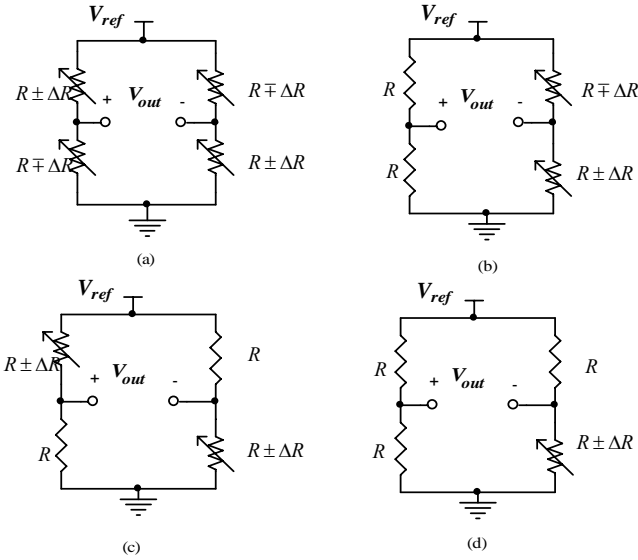 V_ref
R ± ΔR
+ V_out -
R ∓ ΔR
R ∓ ΔR
R ± ΔR
(a)
V_ref
R
+ V_out -
R ∓ ΔR
R
R ± ΔR
(b)
V_ref
R ± ΔR
+ V_out -
R
R
R ± ΔR
(c)
V_ref
R
+ V_out -
R
R
R ± ΔR
(d)